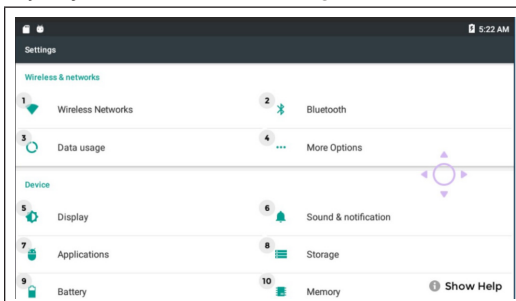 5:22 AM
Settings
Wireless & networks
1 Wireless Networks
2 Bluetooth
3 Data usage
4 More Options
Device
5 Display
6 Sound & notification
7 Applications
8 Storage
9 Battery
10 Memory
Show Help